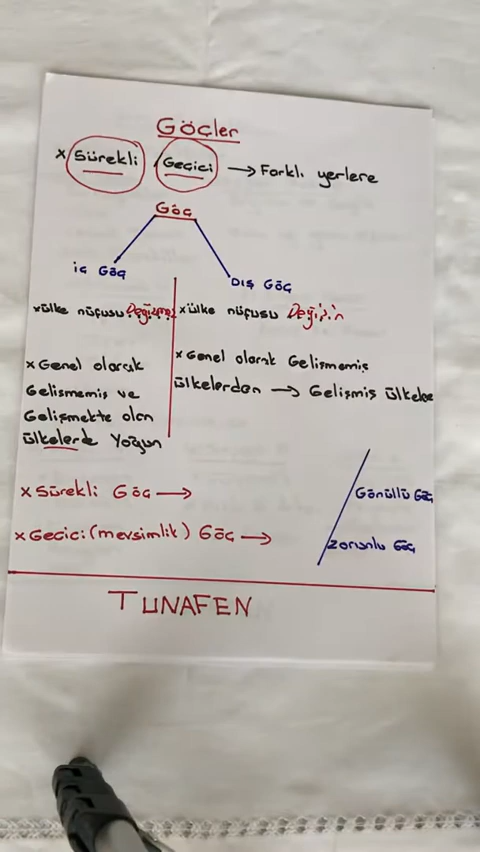 Göçler
x Sürekli / Geçici → Farklı yerlere
Göç
iç Göç
Dış Göç
x ülke nüfusu Değişmez
x Genel olarak
Gelişmemiş ve
Gelişmekte olan
ülkelerde Yoğun
x ülke nüfusu Değişir
x Genel olarak Gelişmemiş
ülkelerden → Gelişmiş ülkelere
x Sürekli Göç →
x Geçici (mevsimlik) Göç →
Gönüllü Göç
Zorunlu Göç
TUNAFEN